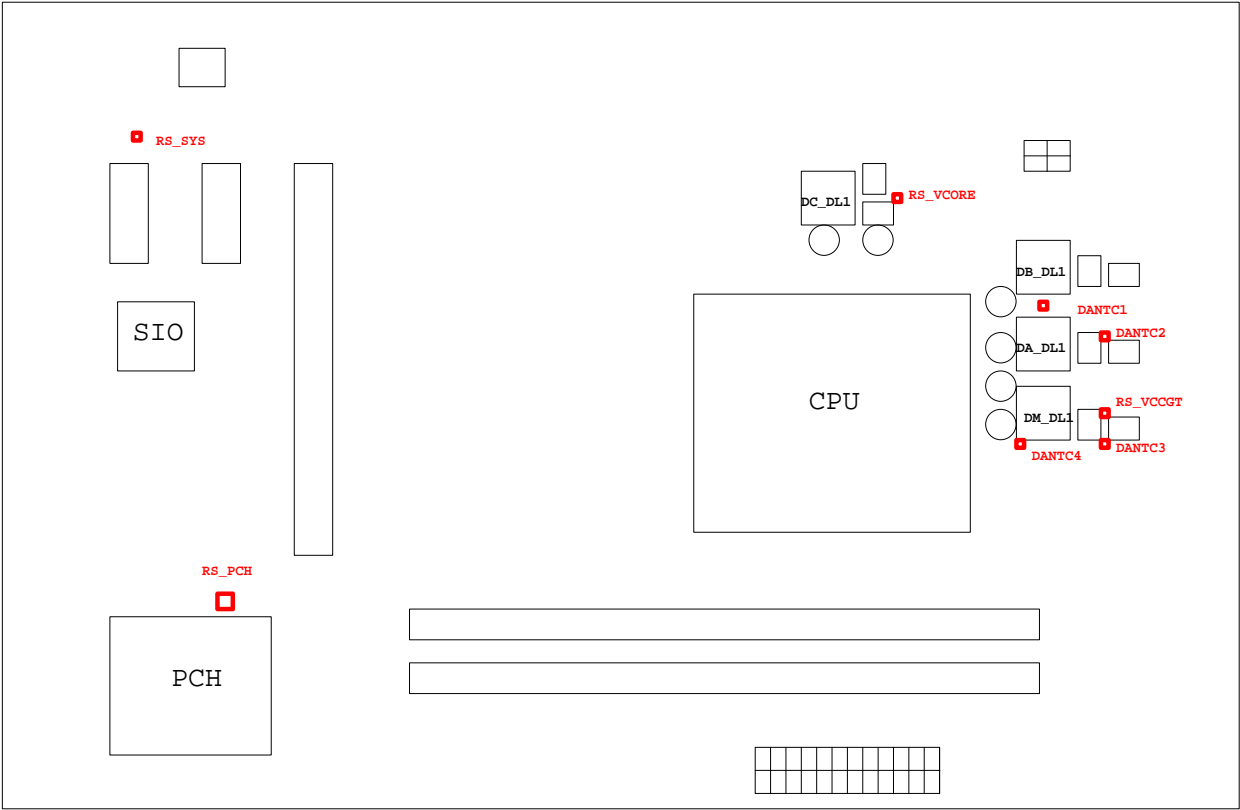 RS_SYS
DC_DL1
RS_VCORE
DB_DL1
DANTC1
SIO
DANTC2
DA_DL1
CPU
RS_VCCGT
DM_DL1
DANTC3
DANTC4
RS_PCH
PCH